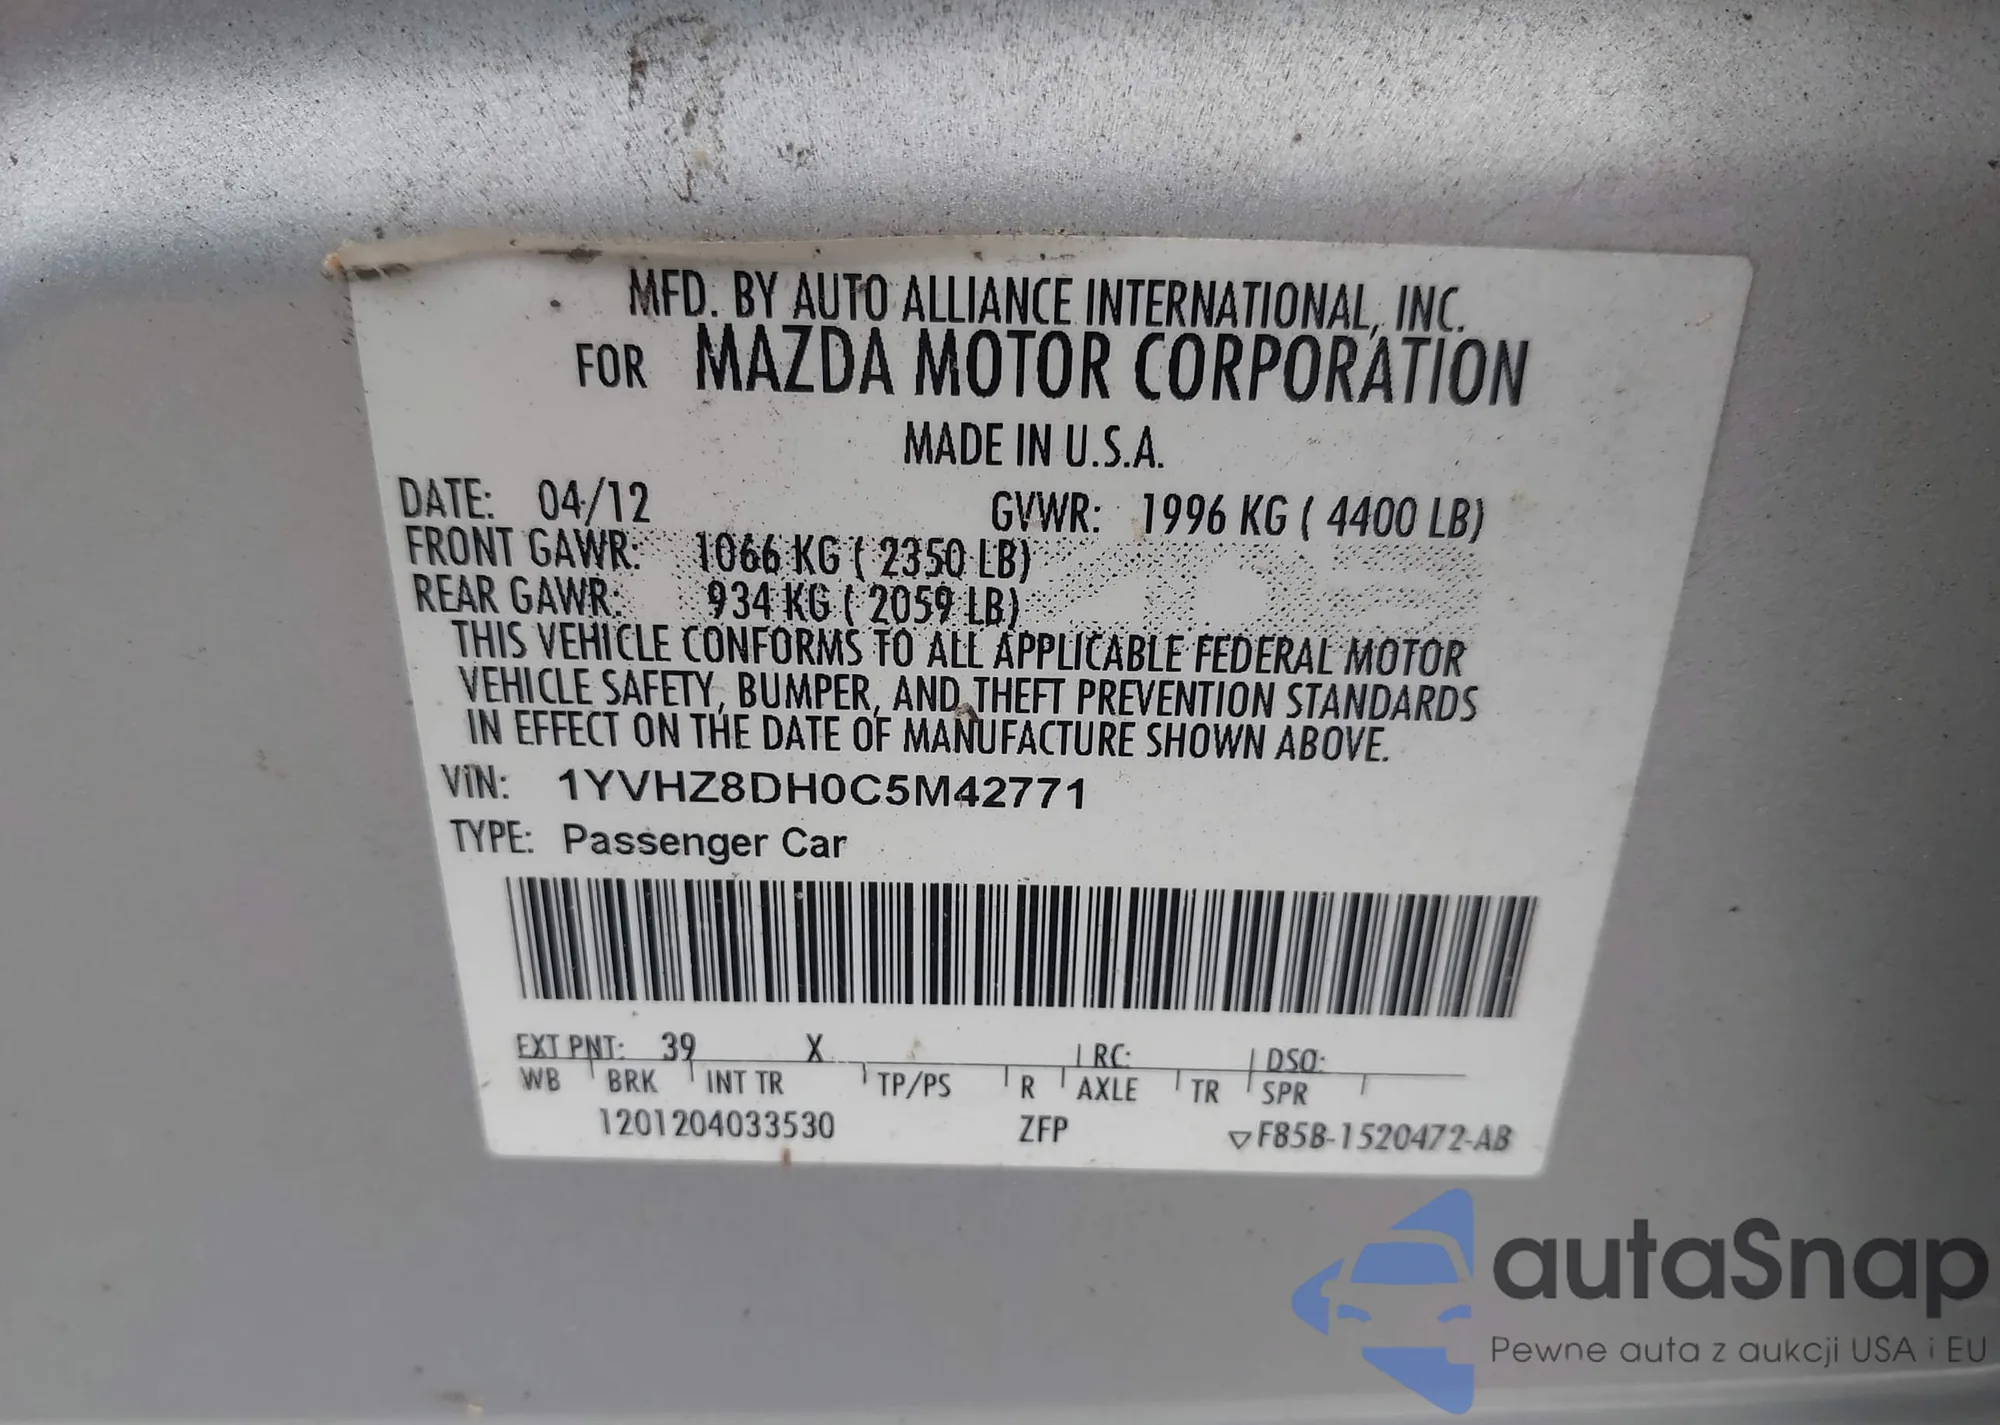 MFD. BY AUTO ALLIANCE INTERNATIONAL, INC.
FOR MAZDA MOTOR CORPORATION
MADE IN U.S.A.
DATE: 04/12 GVWR: 1996 KG ( 4400 LB)
FRONT GAWR: 1066 KG ( 2350 LB)
REAR GAWR: 934 KG ( 2059 LB)
THIS VEHICLE CONFORMS TO ALL APPLICABLE FEDERAL MOTOR
VEHICLE SAFETY, BUMPER, AND THEFT PREVENTION STANDARDS
IN EFFECT ON THE DATE OF MANUFACTURE SHOWN ABOVE.
VIN: 1YVHZ8DH0C5M42771
TYPE: Passenger Car
EXT PNT: 39 X RC: DSO:
WB BRK INT TR TP/PS R AXLE TR SPR
1201204033530 ZFP ▽F85B-1520472-AB
autaSnap
Pewne auta z aukcji USA i EU